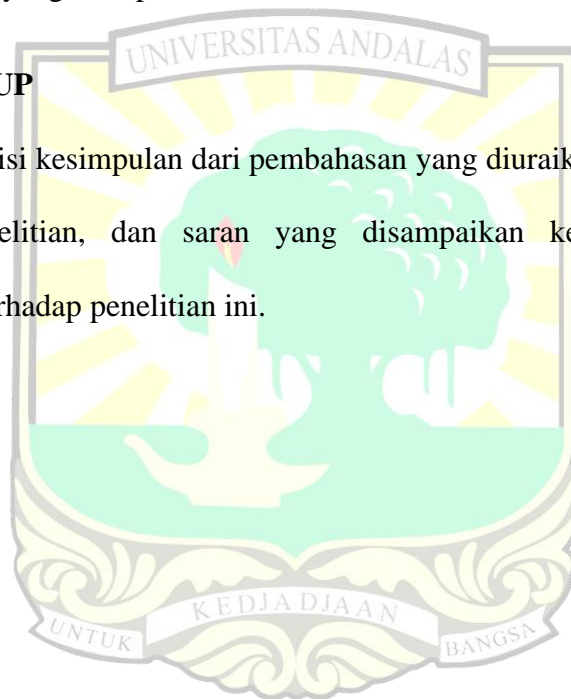 UNIVERSITAS ANDALAS
UP
isi kesimpulan dari pembahasan yang diuraik
elitian, dan saran yang disampaikan ke
rhadap penelitian ini.
KEDJADJAAN
UNTUK BANGSA